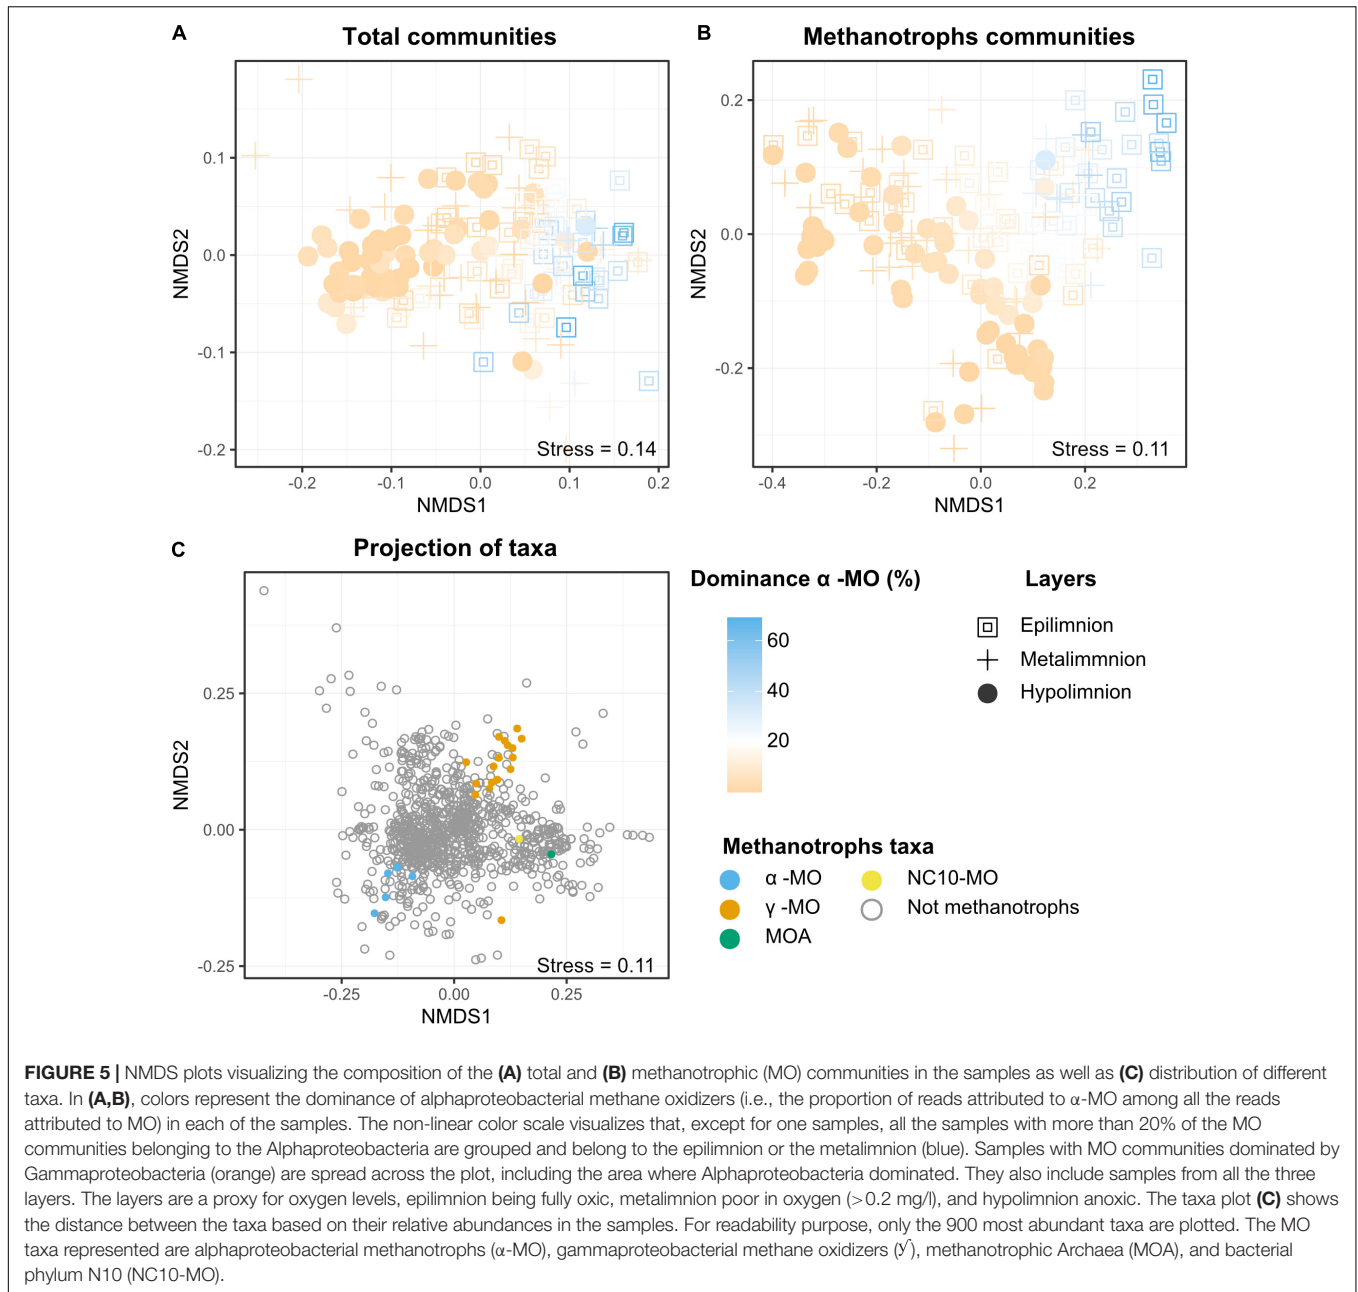 A
Total communities
0.1
0.0
-0.1
-0.2
NMDS2
Stress = 0.14
-0.2
-0.1
0.0
0.1
0.2
NMDS1
B
Methanotrophs communities
0.2
0.0
-0.2
NMDS2
Stress = 0.11
-0.4
-0.2
0.0
0.2
NMDS1
C
Projection of taxa
0.25
0.00
-0.25
NMDS2
Stress = 0.11
-0.25
0.00
0.25
NMDS1
Dominance α -MO (%)
60
40
20
Layers
Epilimnion
Metalimmnion
Hypolimnion
Methanotrophs taxa
α -MO
γ -MO
MOA
NC10-MO
Not methanotrophs
FIGURE 5 | NMDS plots visualizing the composition of the (A) total and (B) methanotrophic (MO) communities in the samples as well as (C) distribution of different
taxa. In (A,B), colors represent the dominance of alphaproteobacterial methane oxidizers (i.e., the proportion of reads attributed to α-MO among all the reads
attributed to MO) in each of the samples. The non-linear color scale visualizes that, except for one samples, all the samples with more than 20% of the MO
communities belonging to the Alphaproteobacteria are grouped and belong to the epilimnion or the metalimnion (blue). Samples with MO communities dominated by
Gammaproteobacteria (orange) are spread across the plot, including the area where Alphaproteobacteria dominated. They also include samples from all the three
layers. The layers are a proxy for oxygen levels, epilimnion being fully oxic, metalimnion poor in oxygen (>0.2 mg/l), and hypolimnion anoxic. The taxa plot (C) shows
the distance between the taxa based on their relative abundances in the samples. For readability purpose, only the 900 most abundant taxa are plotted. The MO
taxa represented are alphaproteobacterial methanotrophs (α-MO), gammaproteobacterial methane oxidizers (γ), methanotrophic Archaea (MOA), and bacterial
phylum N10 (NC10-MO).